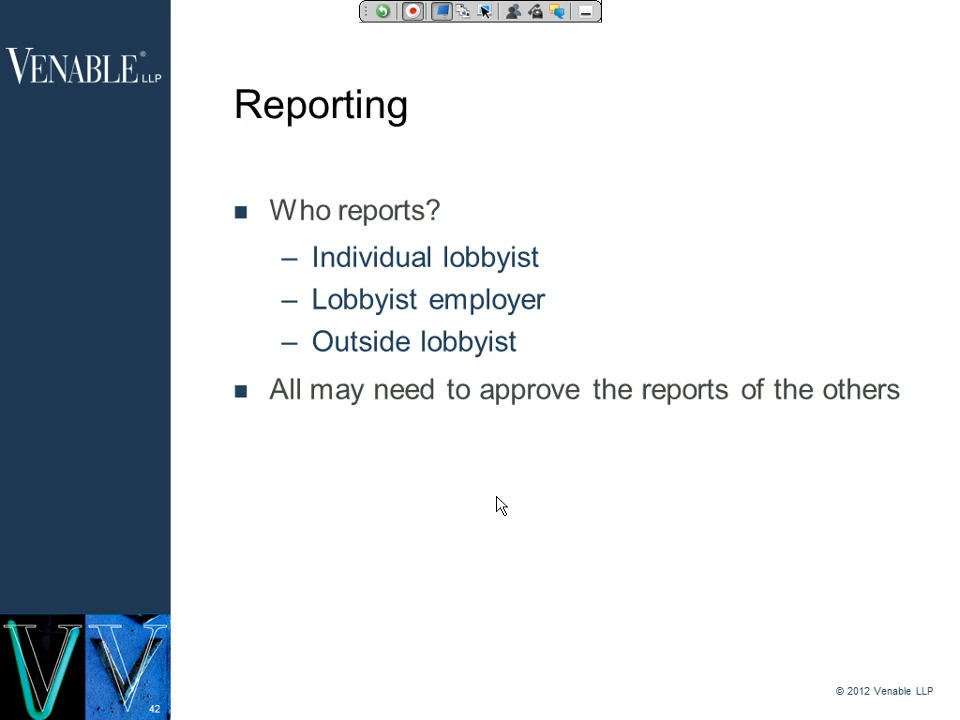 VENABLE® LLP
Reporting
Who reports?
– Individual lobbyist
– Lobbyist employer
– Outside lobbyist
All may need to approve the reports of the others
42
© 2012 Venable LLP